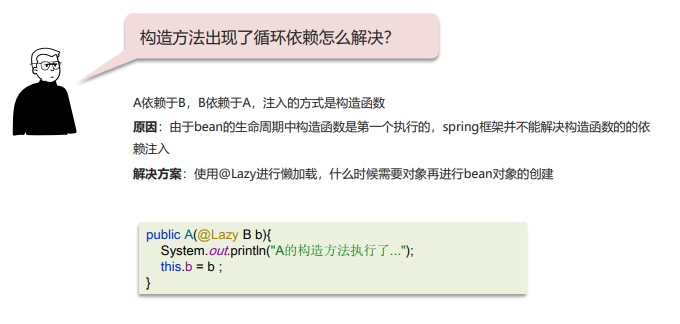 构造方法出现了循环依赖怎么解决？
A依赖于B，B依赖于A，注入的方式是构造函数
原因：由于bean的生命周期中构造函数是第一个执行的，spring框架并不能解决构造函数的的依
赖注入
解决方案：使用@Lazy进行懒加载，什么时候需要对象再进行bean对象的创建
public A(@Lazy B b){
    System.out.println("A的构造方法执行了...");
    this.b = b ;
}